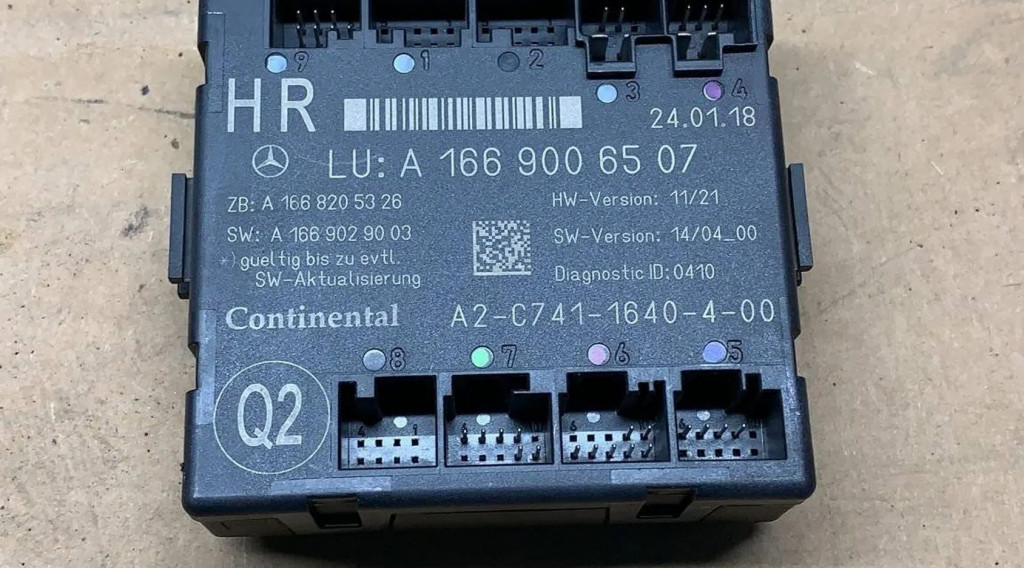 9 1 2
3 4
HR
24.01.18
LU: A 166 900 65 07
ZB: A 166 820 53 26
HW-Version: 11/21
SW: A 166 902 90 03
SW-Version: 14/04_00
*) gueltig bis zu evtl.
SW-Aktualisierung
Diagnostic ID: 0410
Continental
A2-C741-1640-4-00
8 7 6 5
Q2